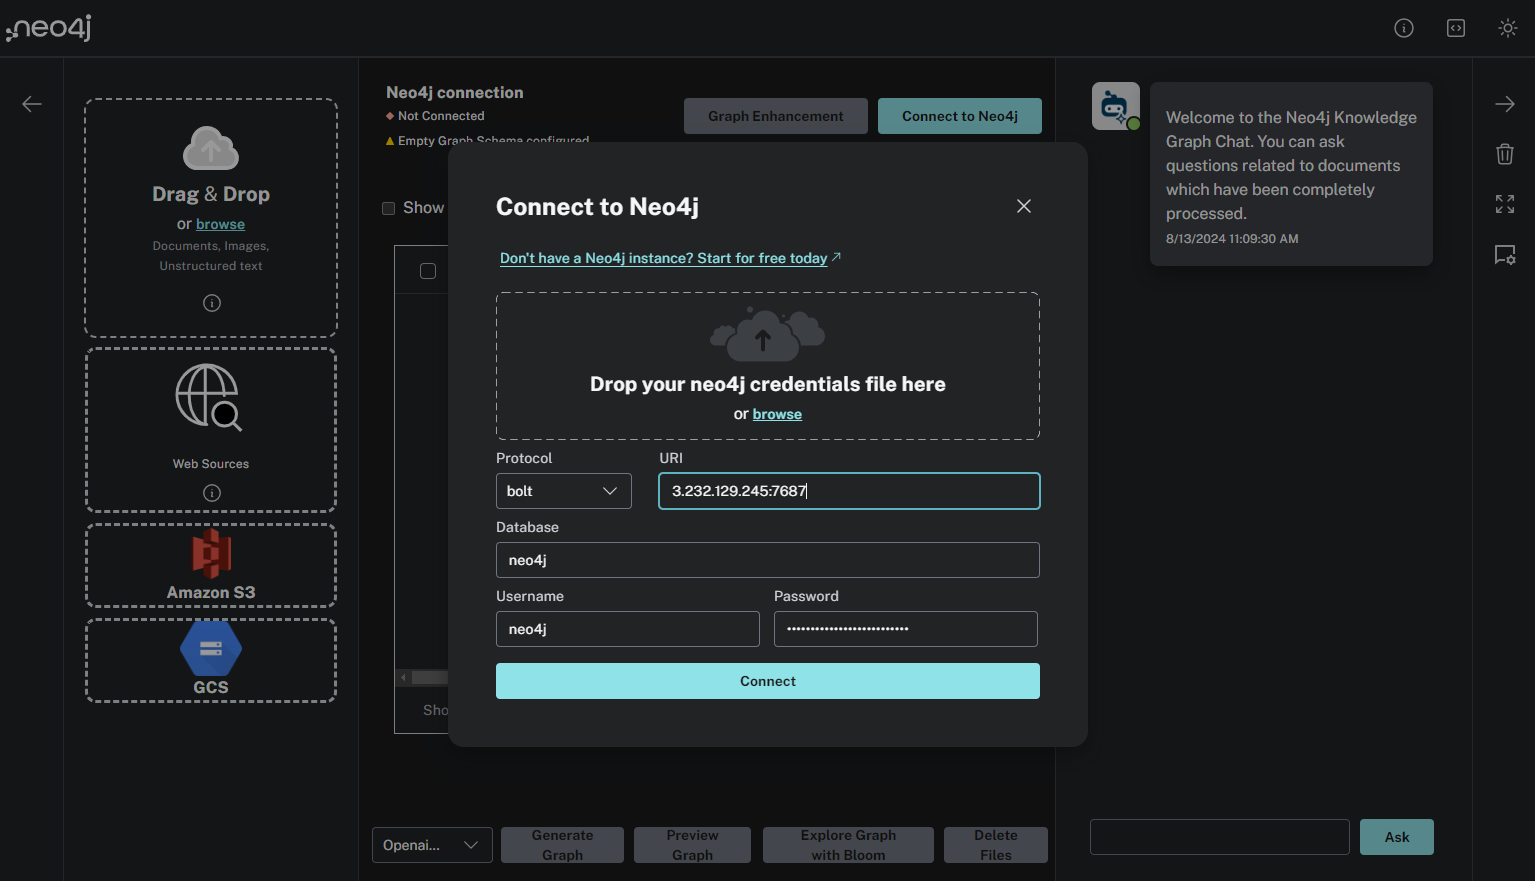 neo4j
Drag & Drop
or browse
Documents, Images,
Unstructured text
Web Sources
Amazon S3
GCS
Neo4j connection
Not Connected
Empty Graph Schema configured
Graph Enhancement
Connect to Neo4j
Show
Connect to Neo4j
Don't have a Neo4j instance? Start for free today
Drop your neo4j credentials file here
or browse
Protocol
URI
bolt
3.232.129.245:7687
Database
neo4j
Username
Password
neo4j
••••••••••••••••••••••••••
Connect
Sho
Openai...
Generate
Graph
Preview
Graph
Explore Graph
with Bloom
Delete
Files
Welcome to the Neo4j Knowledge
Graph Chat. You can ask
questions related to documents
which have been completely
processed.
8/13/2024 11:09:30 AM
Ask